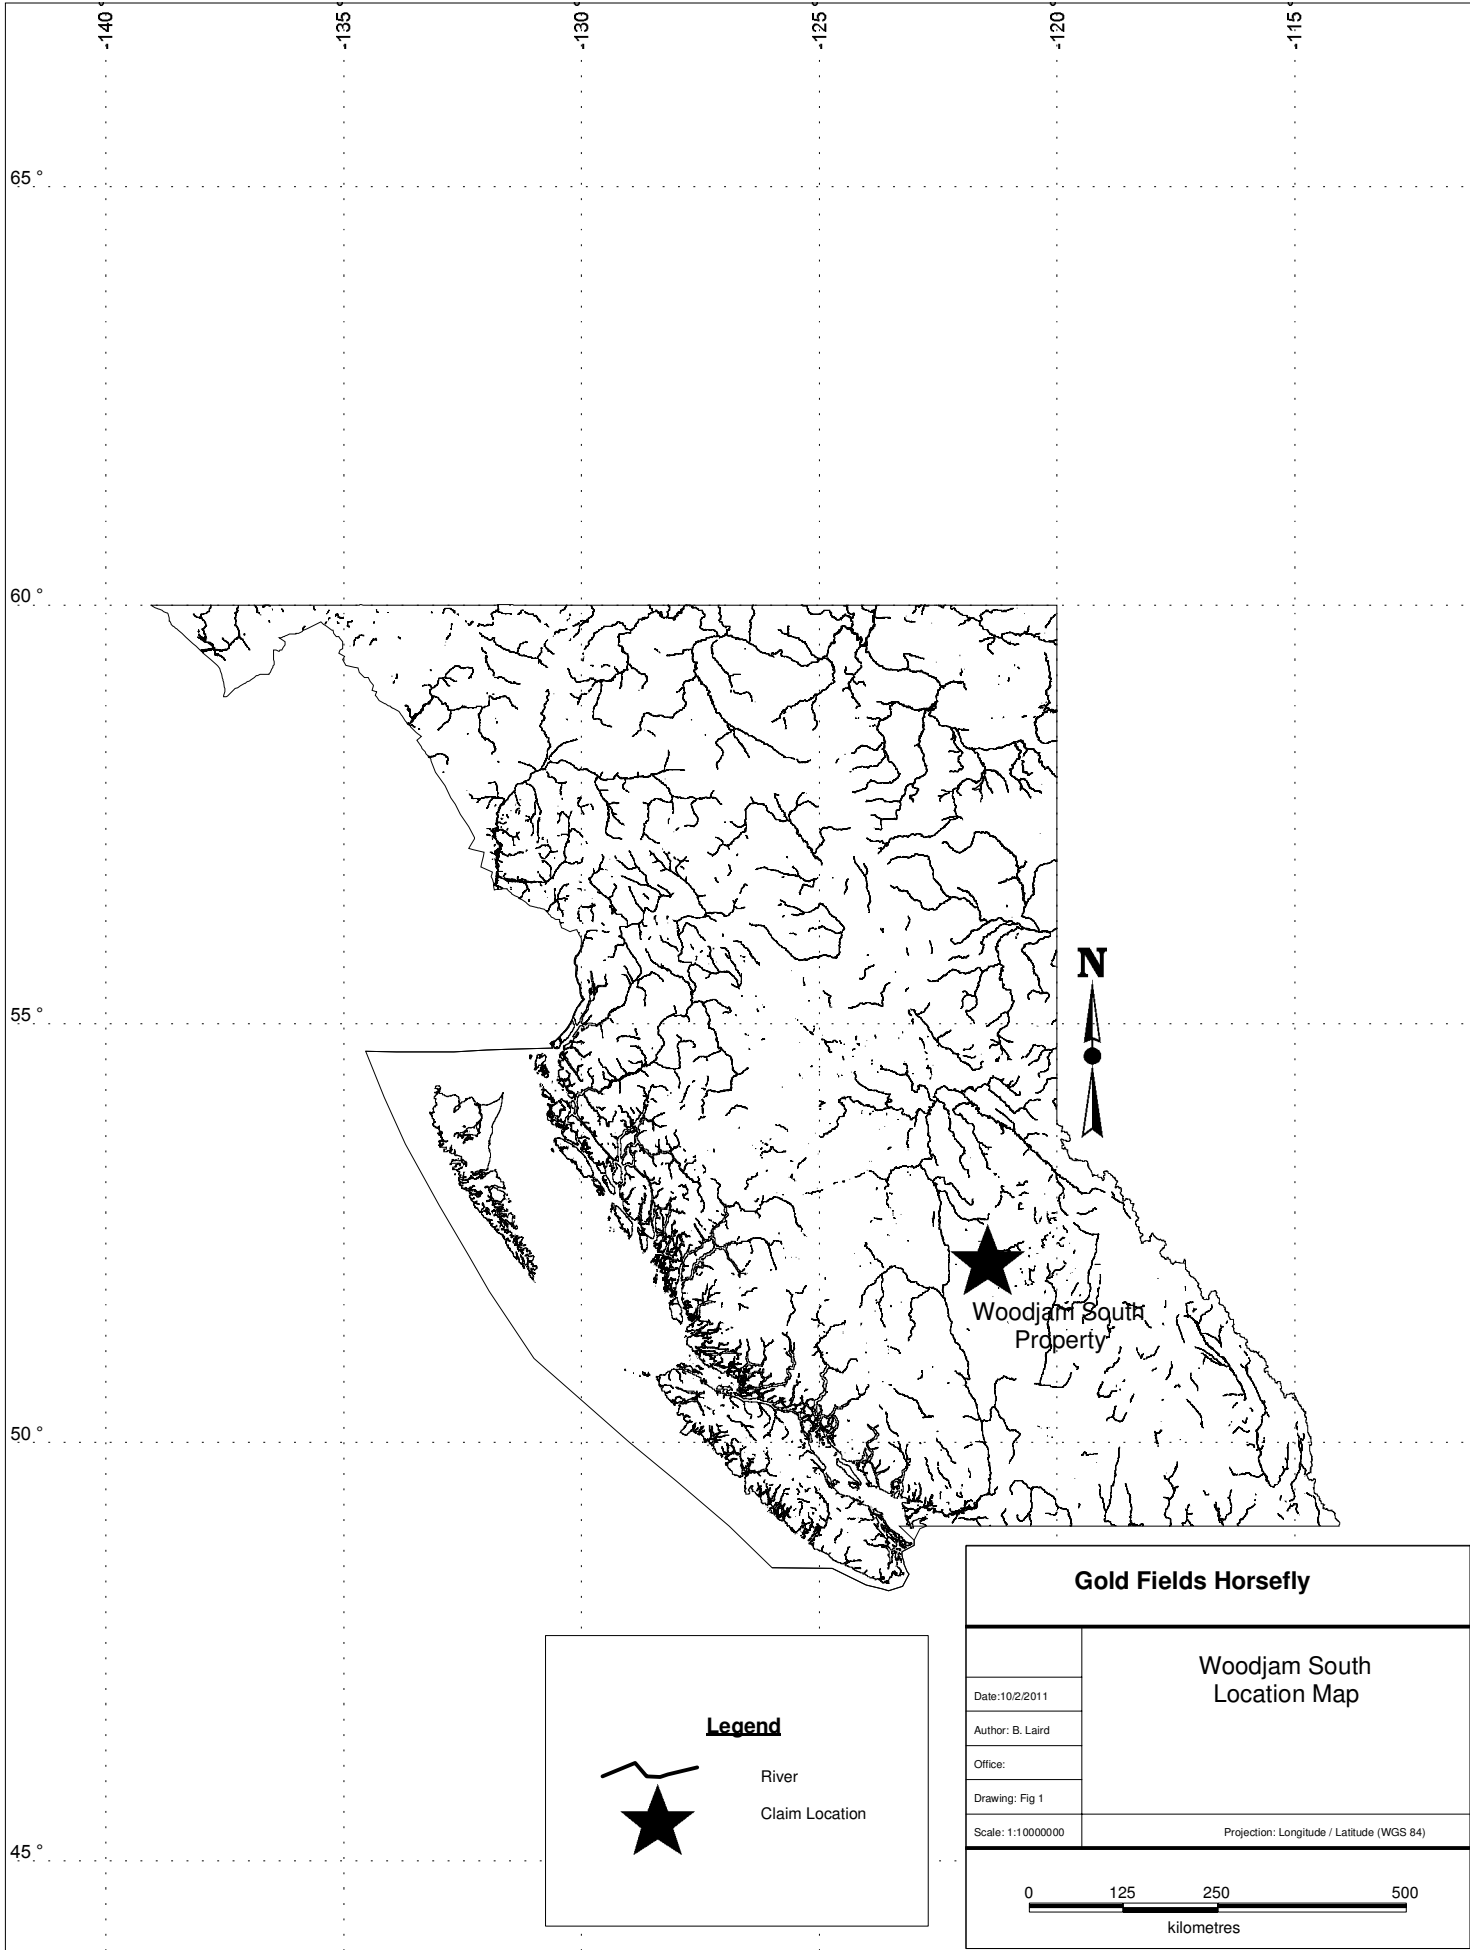 -140
-135
-130
-125
-120
-115
65 °
60 °
55 °
50 °
45 °
N
Woodjam South
Property
Legend
River
Claim Location
Gold Fields Horsefly
Woodjam South
Location Map
Date:10/2/2011
Author: B. Laird
Office:
Drawing: Fig 1
Scale: 1:10000000
Projection: Longitude / Latitude (WGS 84)
0 125 250 500
kilometres